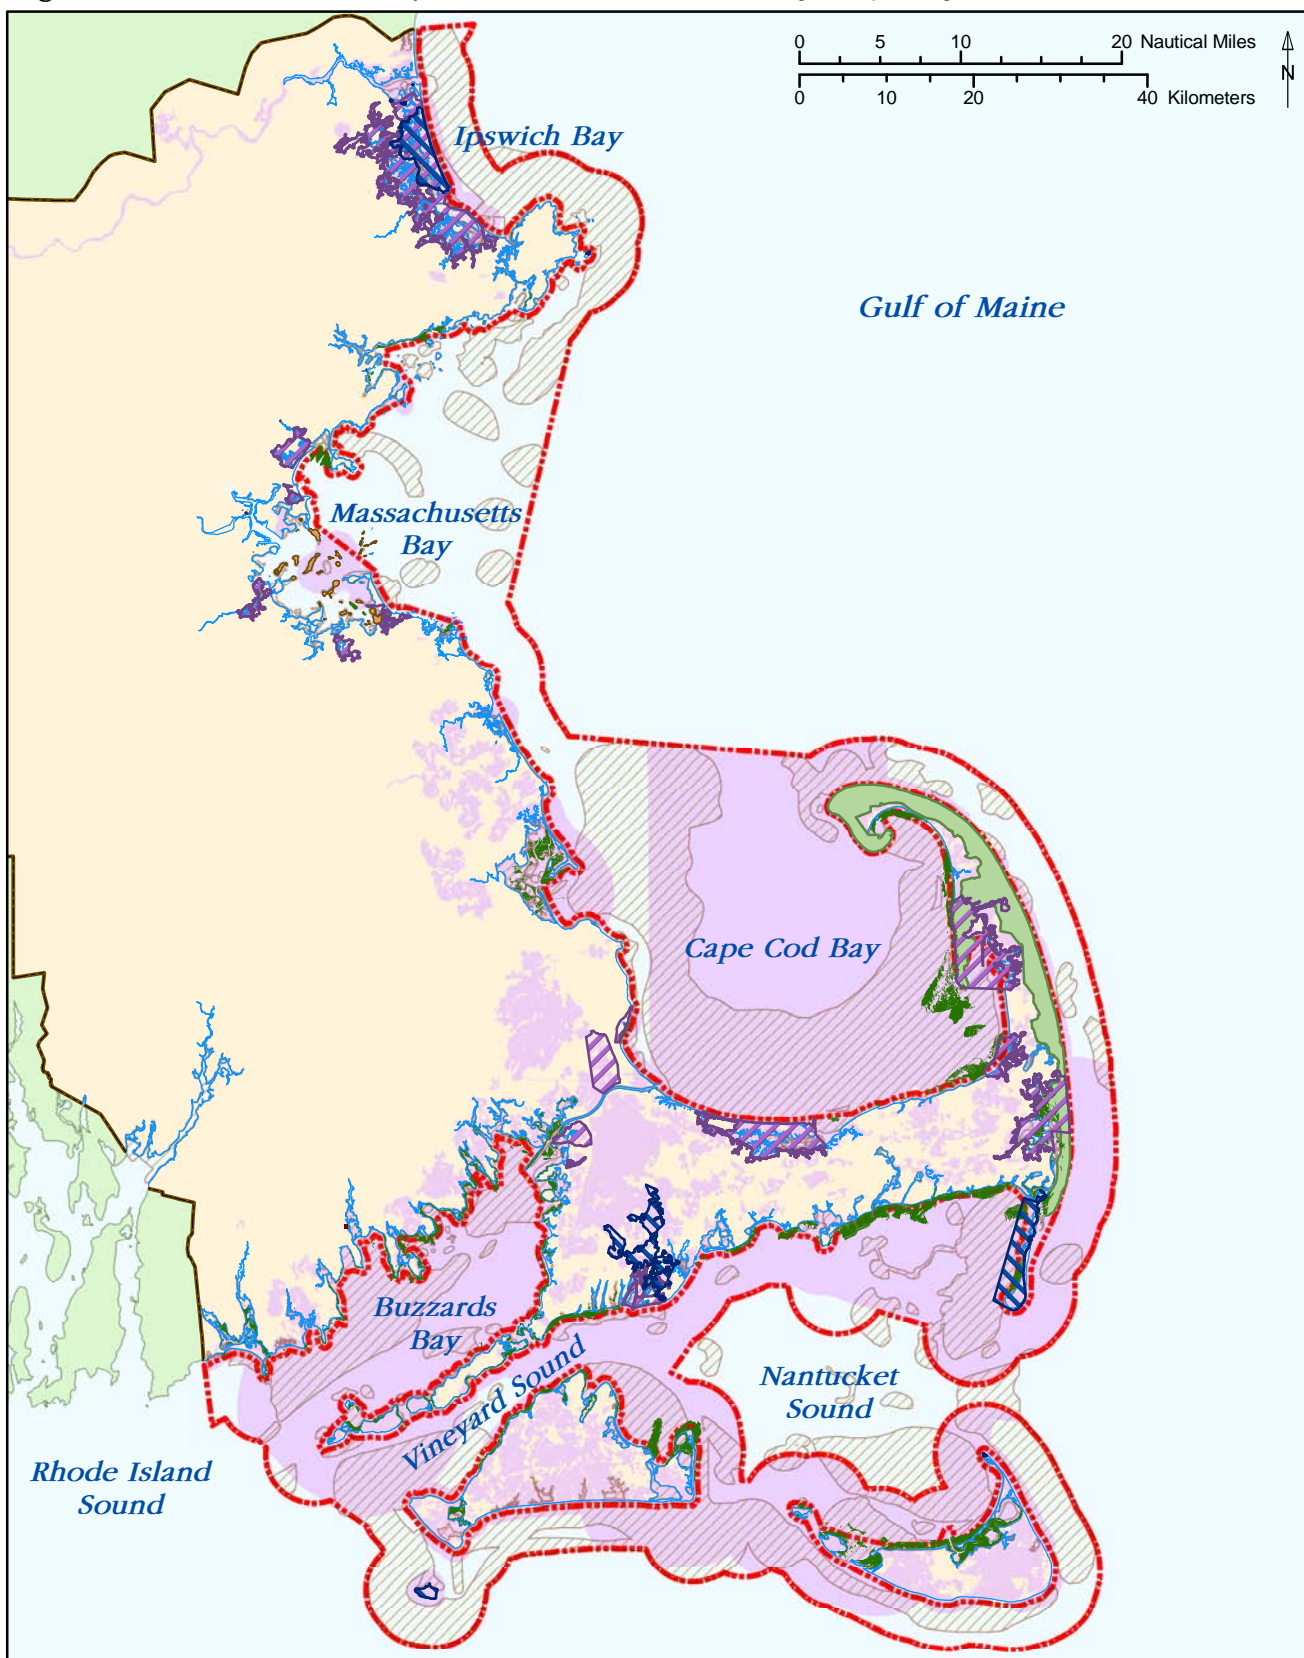 0 5 10 20 Nautical Miles
N
0 10 20 40 Kilometers
Ipswich Bay
Gulf of Maine
Massachusetts
Bay
Cape Cod Bay
Buzzards
Bay
Vineyard Sound
Nantucket
Sound
Rhode Island
Sound